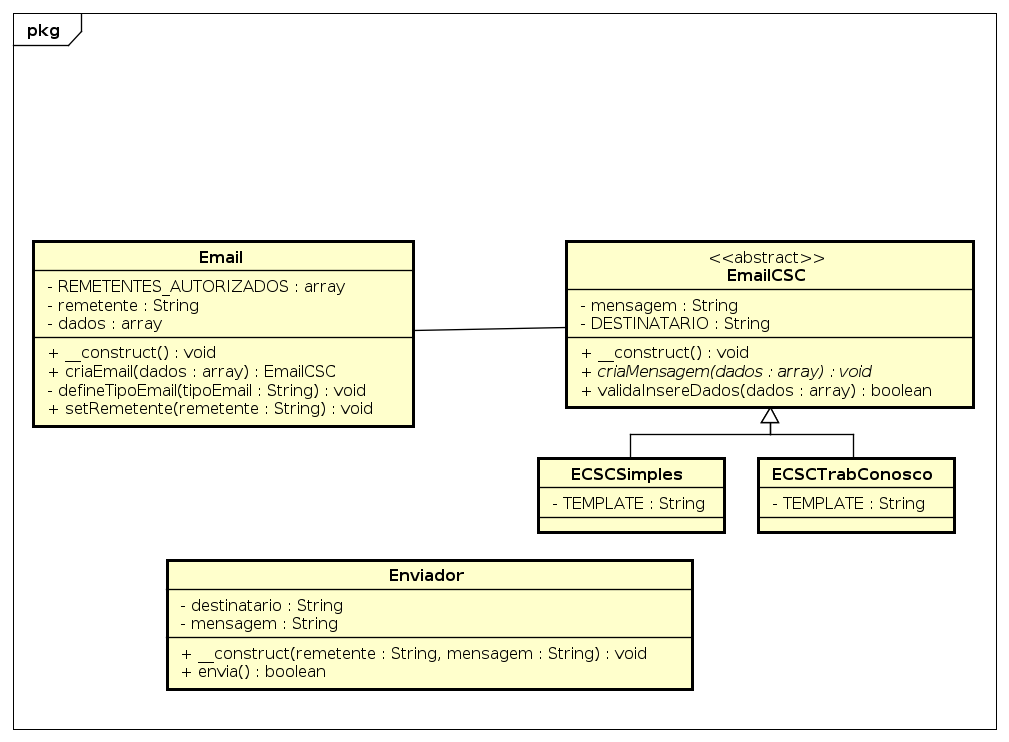 pkg
Email
- REMETENTES_AUTORIZADOS : array
- remetente : String
- dados : array
+ __construct() : void
+ criaEmail(dados : array) : EmailCSC
- defineTipoEmail(tipoEmail : String) : void
+ setRemetente(remetente : String) : void
<<abstract>>
EmailCSC
- mensagem : String
- DESTINATARIO : String
+ __construct() : void
+ criaMensagem(dados : array) : void
+ validaInsereDados(dados : array) : boolean
ECSCSimples
- TEMPLATE : String
ECSCTrabConosco
- TEMPLATE : String
Enviador
- destinatario : String
- mensagem : String
+ __construct(remetente : String, mensagem : String) : void
+ envia() : boolean